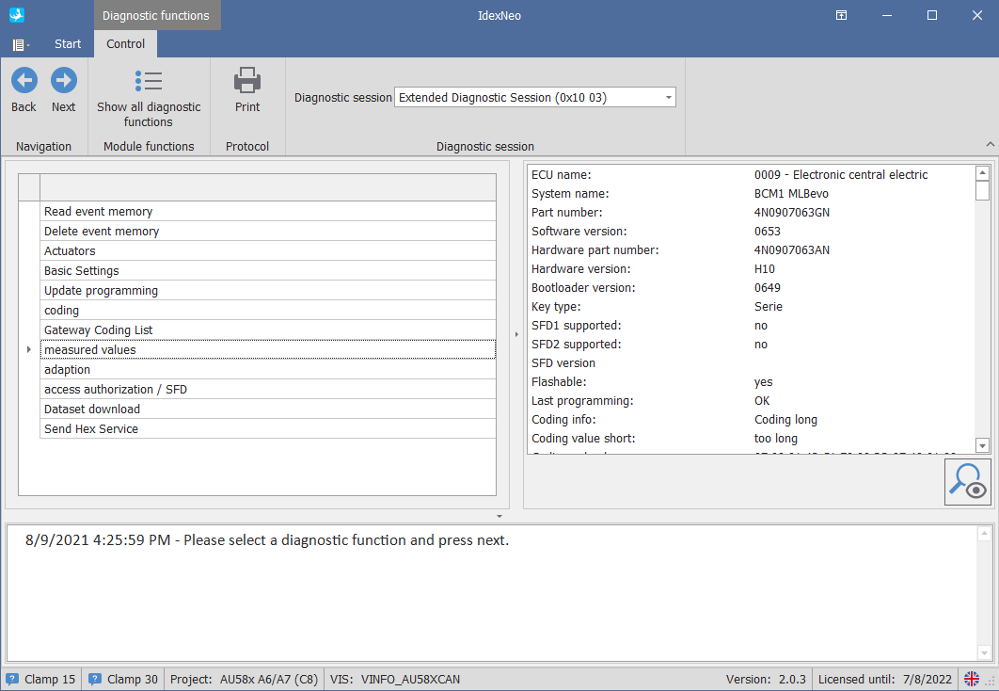 Diagnostic functions
IdexNeo
Start
Control
Back
Next
Show all diagnostic
functions
Print
Diagnostic session
Extended Diagnostic Session (0x10 03)
Navigation
Module functions
Protocol
Diagnostic session
Read event memory
Delete event memory
Actuators
Basic Settings
Update programming
coding
Gateway Coding List
measured values
adaption
access authorization / SFD
Dataset download
Send Hex Service
ECU name: 0009 - Electronic central electric
System name: BCM1 MLBevo
Part number: 4N0907063GN
Software version: 0653
Hardware part number: 4N0907063AN
Hardware version: H10
Bootloader version: 0649
Key type: Serie
SFD1 supported: no
SFD2 supported: no
SFD version
Flashable: yes
Last programming: OK
Coding info: Coding long
Coding value short: too long
8/9/2021 4:25:59 PM - Please select a diagnostic function and press next.
? Clamp 15
? Clamp 30
Project: AU58x A6/A7 (C8)
VIS: VINFO_AU58XCAN
Version: 2.0.3
Licensed until: 7/8/2022